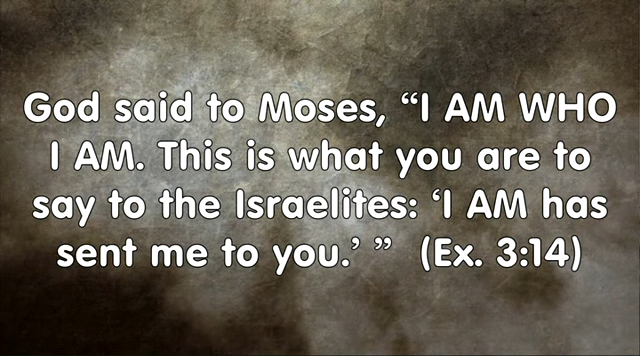 God said to Moses, “I AM WHO
I AM. This is what you are to
say to the Israelites: ‘I AM has
sent me to you.’ ”  (Ex. 3:14)